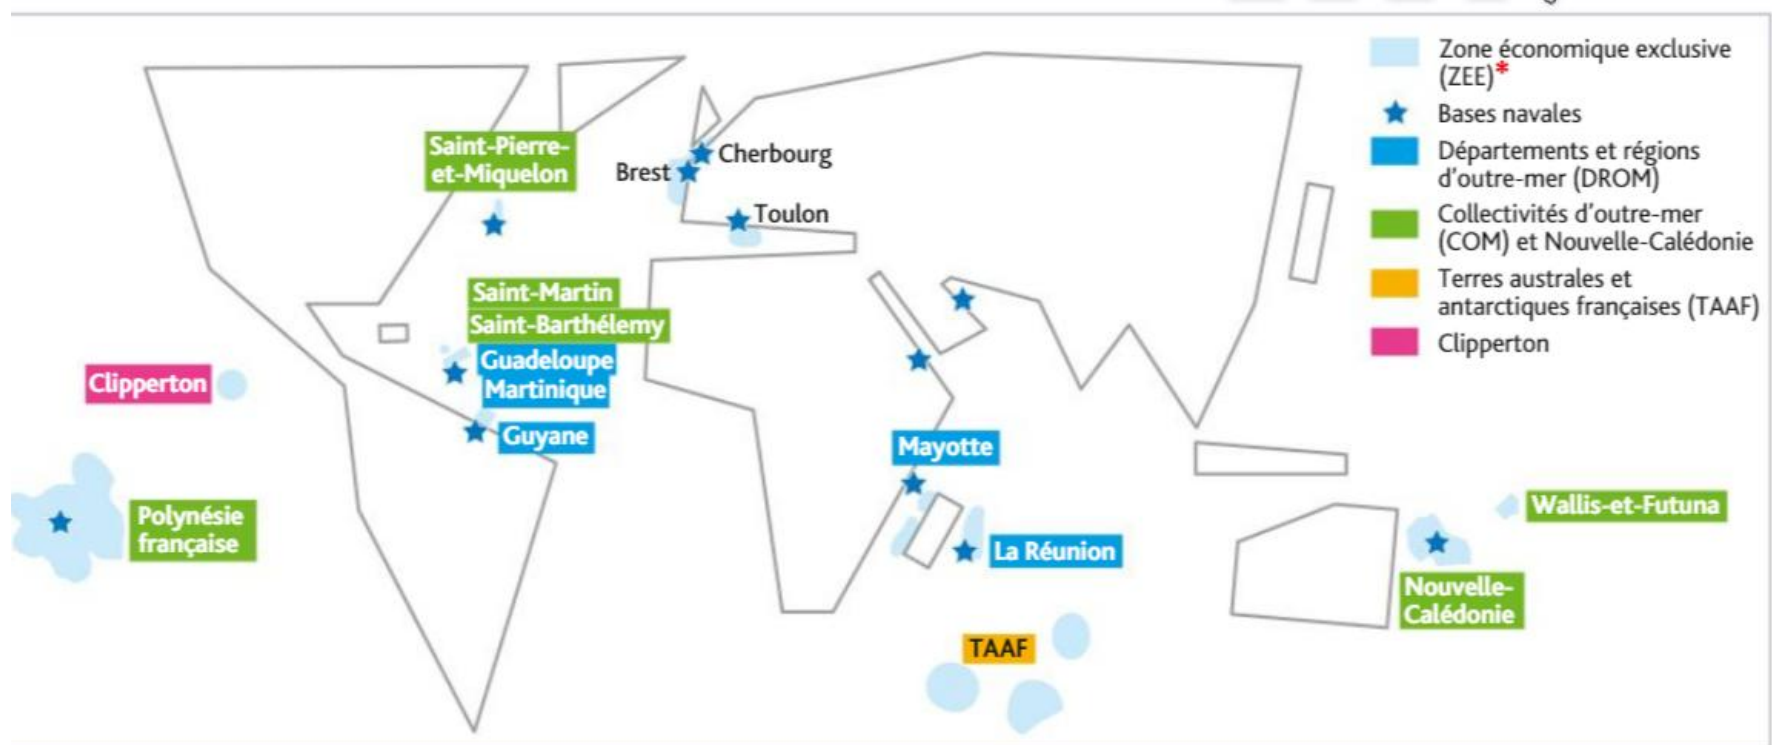 Zone économique exclusive
(ZEE)*
Bases navales
Départements et régions
d'outre-mer (DROM)
Collectivités d'outre-mer
(COM) et Nouvelle-Calédonie
Terres australes et
antarctiques françaises (TAAF)
Clipperton
Saint-Pierre-
et-Miquelon
Cherbourg
Brest
Toulon
Saint-Martin
Saint-Barthélemy
Guadeloupe
Martinique
Clipperton
Guyane
Mayotte
Polynésie
française
La Réunion
Wallis-et-Futuna
Nouvelle-
Calédonie
TAAF